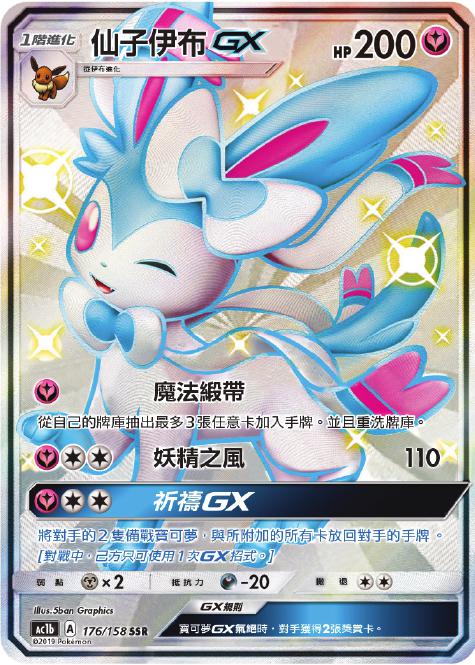 1階進化 仙子伊布GX HP200
從伊布進化
魔法緞帶
從自己的牌庫抽出最多3張任意卡加入手牌。並且重洗牌庫。
妖精之風 110
祈禱GX
將對手的2隻備戰寶可夢,與所附加的所有卡放回對手的手牌。
[對戰中,己方只可使用1次GX招式。]
弱點 ×2 抵抗力 -20 撤退
Illus.5ban Graphics GX規則
ac1b A 176/158 SSR 寶可夢GX氣絕時,對手獲得2張獎賞卡。
©2019 Pokémon